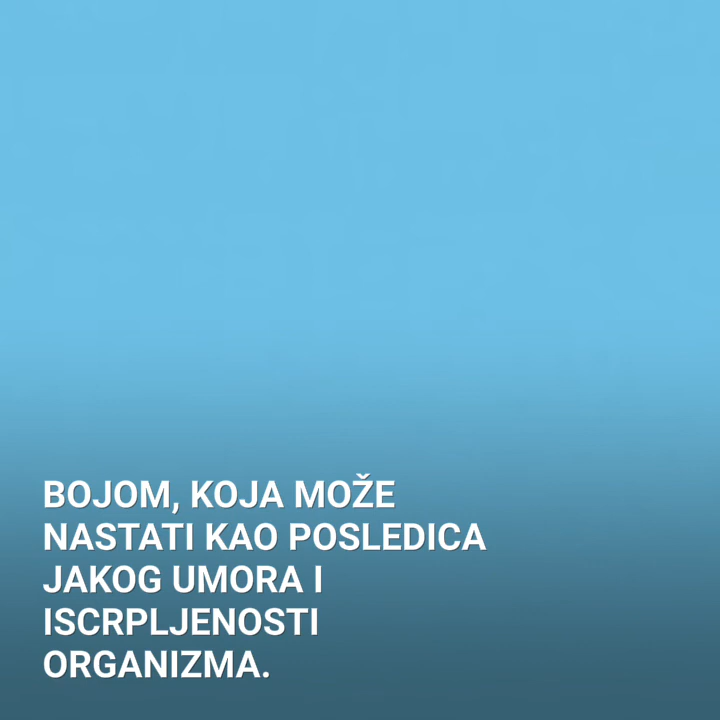 BOJOM, KOJA MOŽE
NASTATI KAO POSLEDICA
JAKOG UMORA I
ISCRPLJENOSTI
ORGANIZMA.